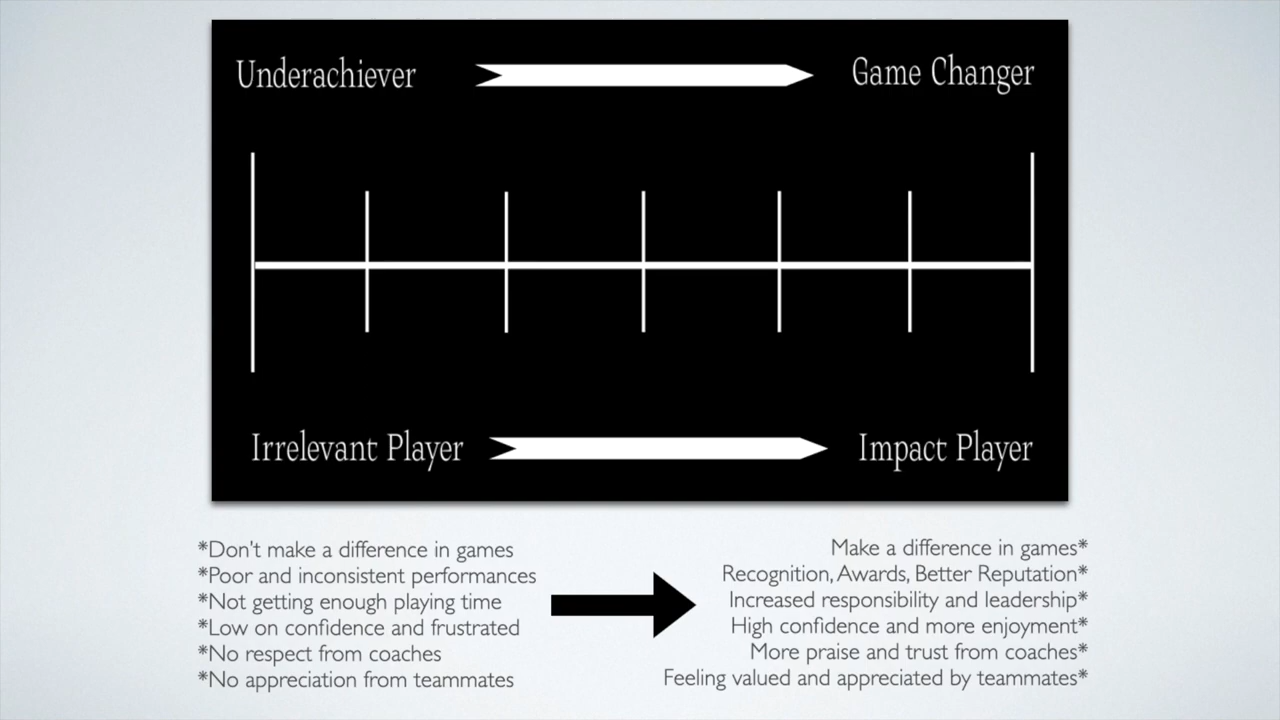 Underachiever
Game Changer
Irrelevant Player
Impact Player
*Don't make a difference in games
*Poor and inconsistent performances
*Not getting enough playing time
*Low on confidence and frustrated
*No respect from coaches
*No appreciation from teammates
Make a difference in games*
Recognition, Awards, Better Reputation*
Increased responsibility and leadership*
High confidence and more enjoyment*
More praise and trust from coaches*
Feeling valued and appreciated by teammates*